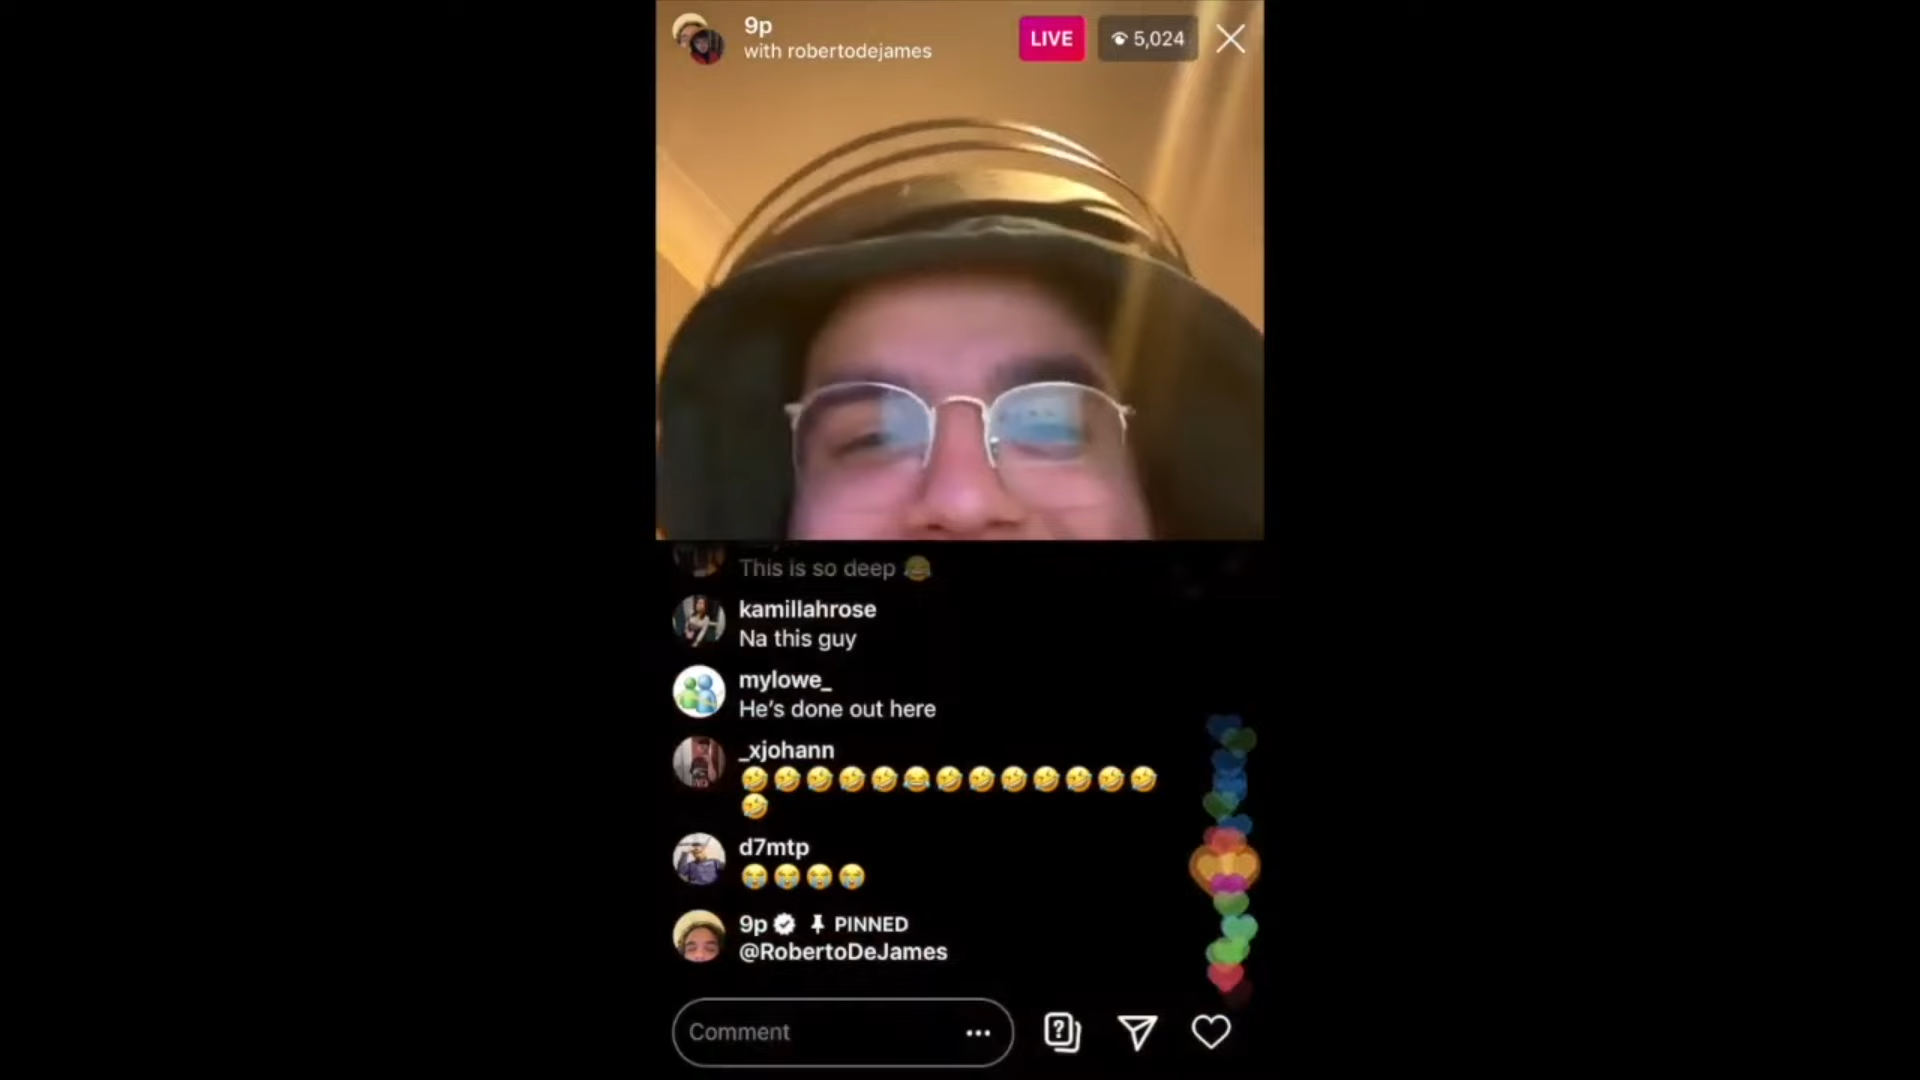 9p
with robertodejames
LIVE
5,024
This is so deep 😂
kamillahrose
Na this guy
mylowe_
He's done out here
_xjohann
🤣🤣🤣🤣🤣😂🤣🤣🤣🤣🤣🤣🤣
🤣
d7mtp
😭😭😭😭
9p PINNED
@RobertoDeJames
Comment